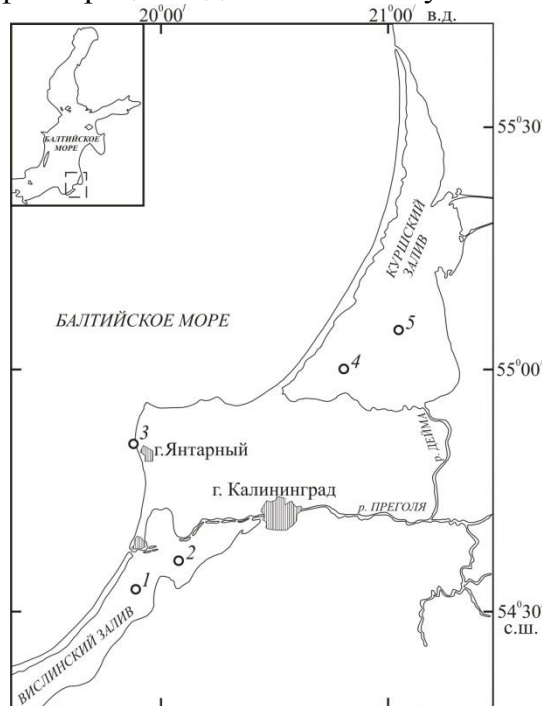 20°00′
21°00′ в.д.
БАЛТИЙСКОЕ
МОРЕ
55°30′
КУРШСКИЙ
ЗАЛИВ
БАЛТИЙСКОЕ МОРЕ
5
4
55°00′
3
г.Янтарный
р. ДЕЙМА
г. Калининград
р. ПРЕГОЛЯ
2
1
54°30′
с.ш.
ВИСЛИНСКИЙ ЗАЛИВ